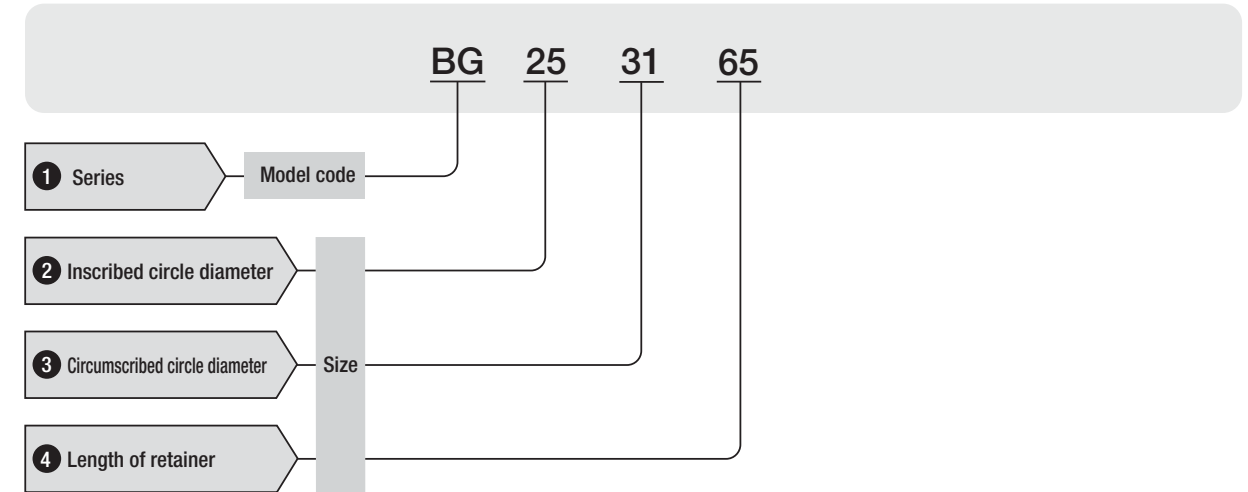 BG 25 31 65
1 Series Model code
2 Inscribed circle diameter
3 Circumscribed circle diameter Size
4 Length of retainer